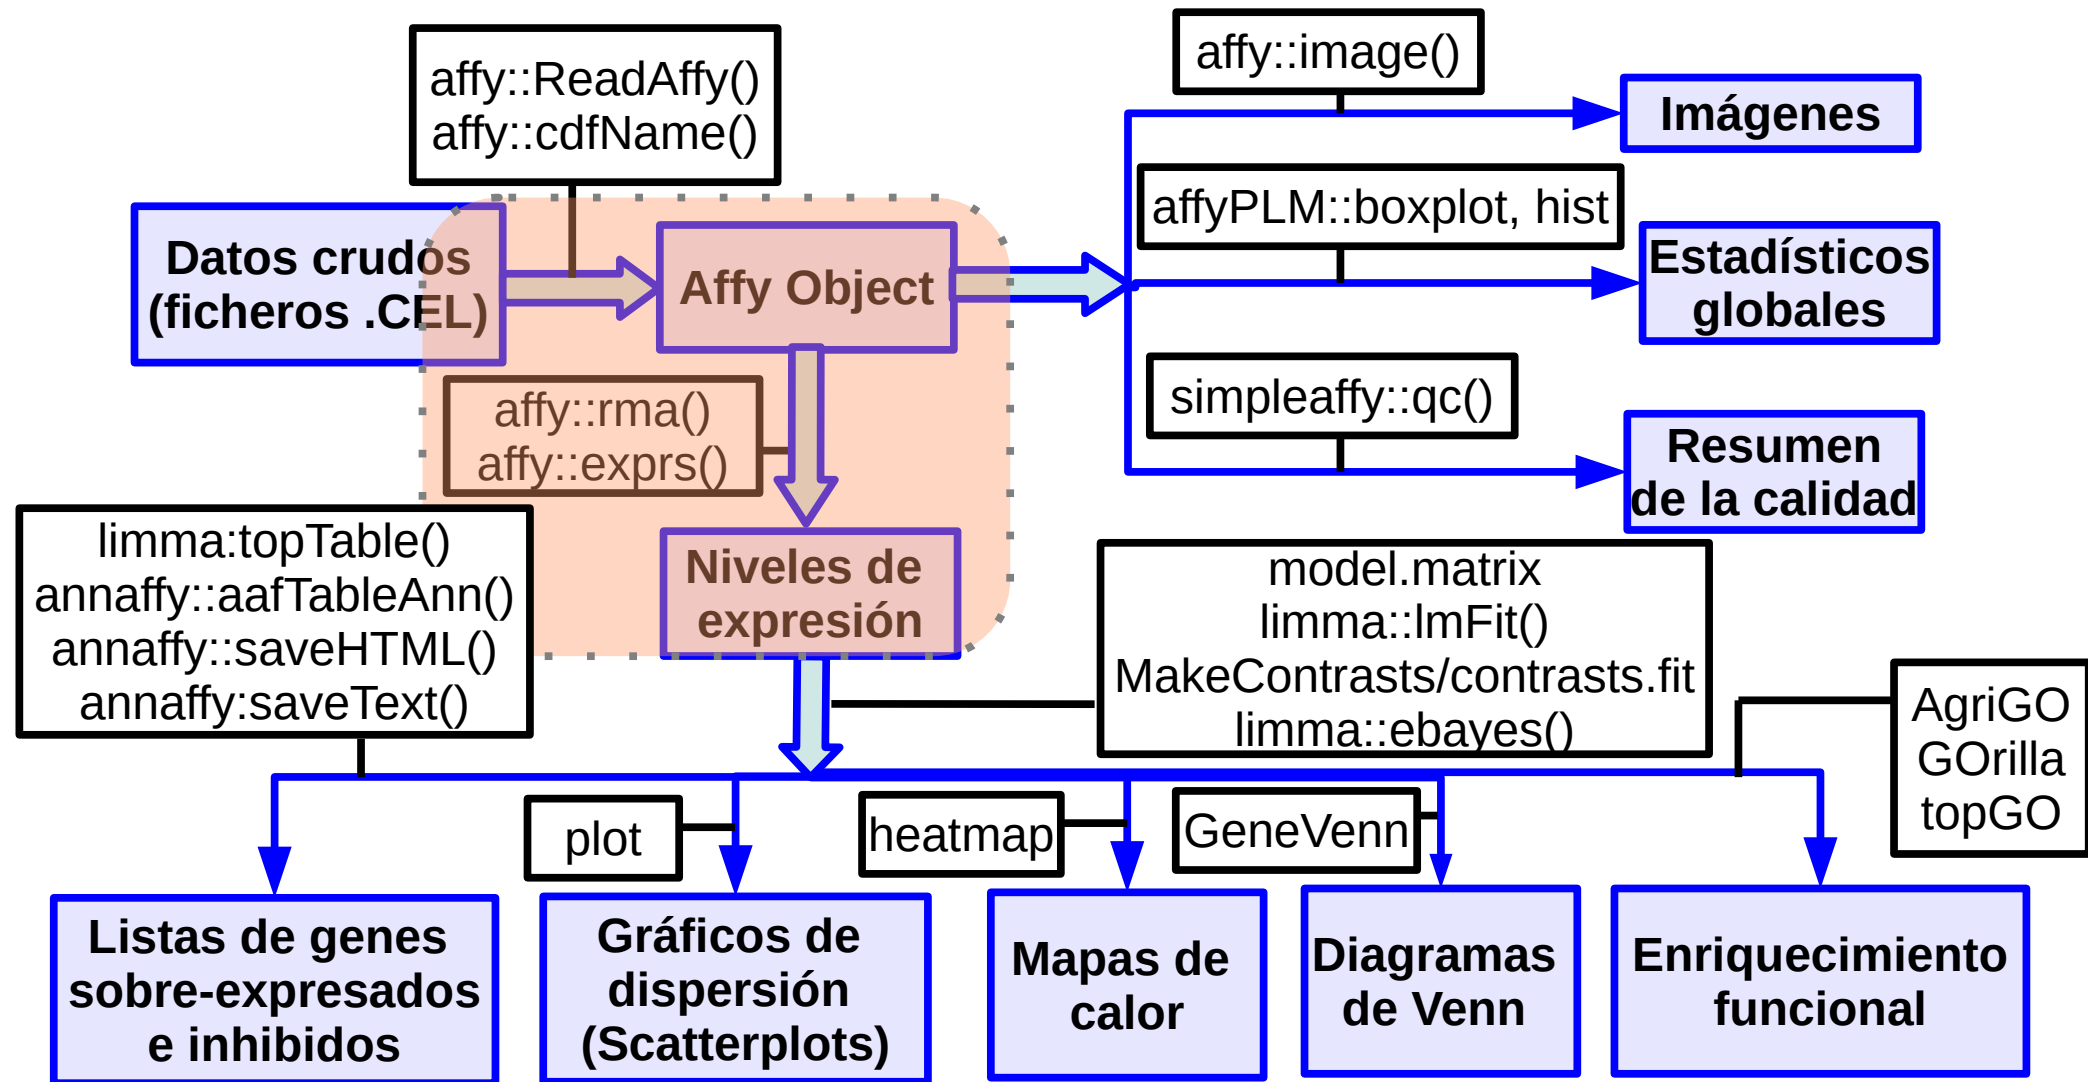 affy::ReadAffy()
affy::cdfName()
affy::image()
Imágenes
affyPLM::boxplot, hist
Datos crudos
(ficheros .CEL)
Affy Object
Estadísticos
globales
affy::rma()
affy::exprs()
simpleaffy::qc()
Resumen
de la calidad
limma:topTable()
annaffy::aafTableAnn()
annaffy::saveHTML()
annaffy:saveText()
Niveles de
expresión
model.matrix
limma::lmFit()
MakeContrasts/contrasts.fit
limma::ebayes()
AgriGO
GOrilla
topGO
plot
heatmap
GeneVenn
Listas de genes
sobre-expresados
e inhibidos
Gráficos de
dispersión
(Scatterplots)
Mapas de
calor
Diagramas
de Venn
Enriquecimiento
funcional